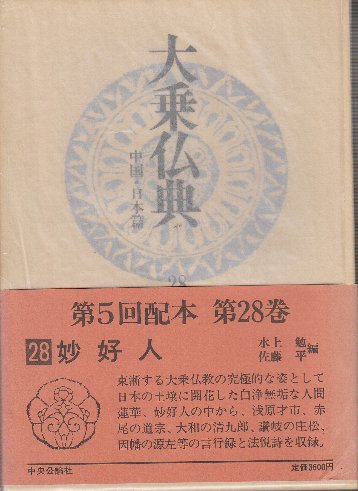 大乗仏典
中国・日本篇
28
第5回配本 第28巻
28 妙好人
水上 勉
佐藤 平 編
東漸する大乗仏教の究極的な姿として
日本の土壌に開花した白浄無垢な人間
蓮華、妙好人の中から、浅原才市、赤
尾の道宗、大和の清九郎、讃岐の庄松、
因幡の源左等の言行録と法悦詩を収録。
中央公論社
定価3600円